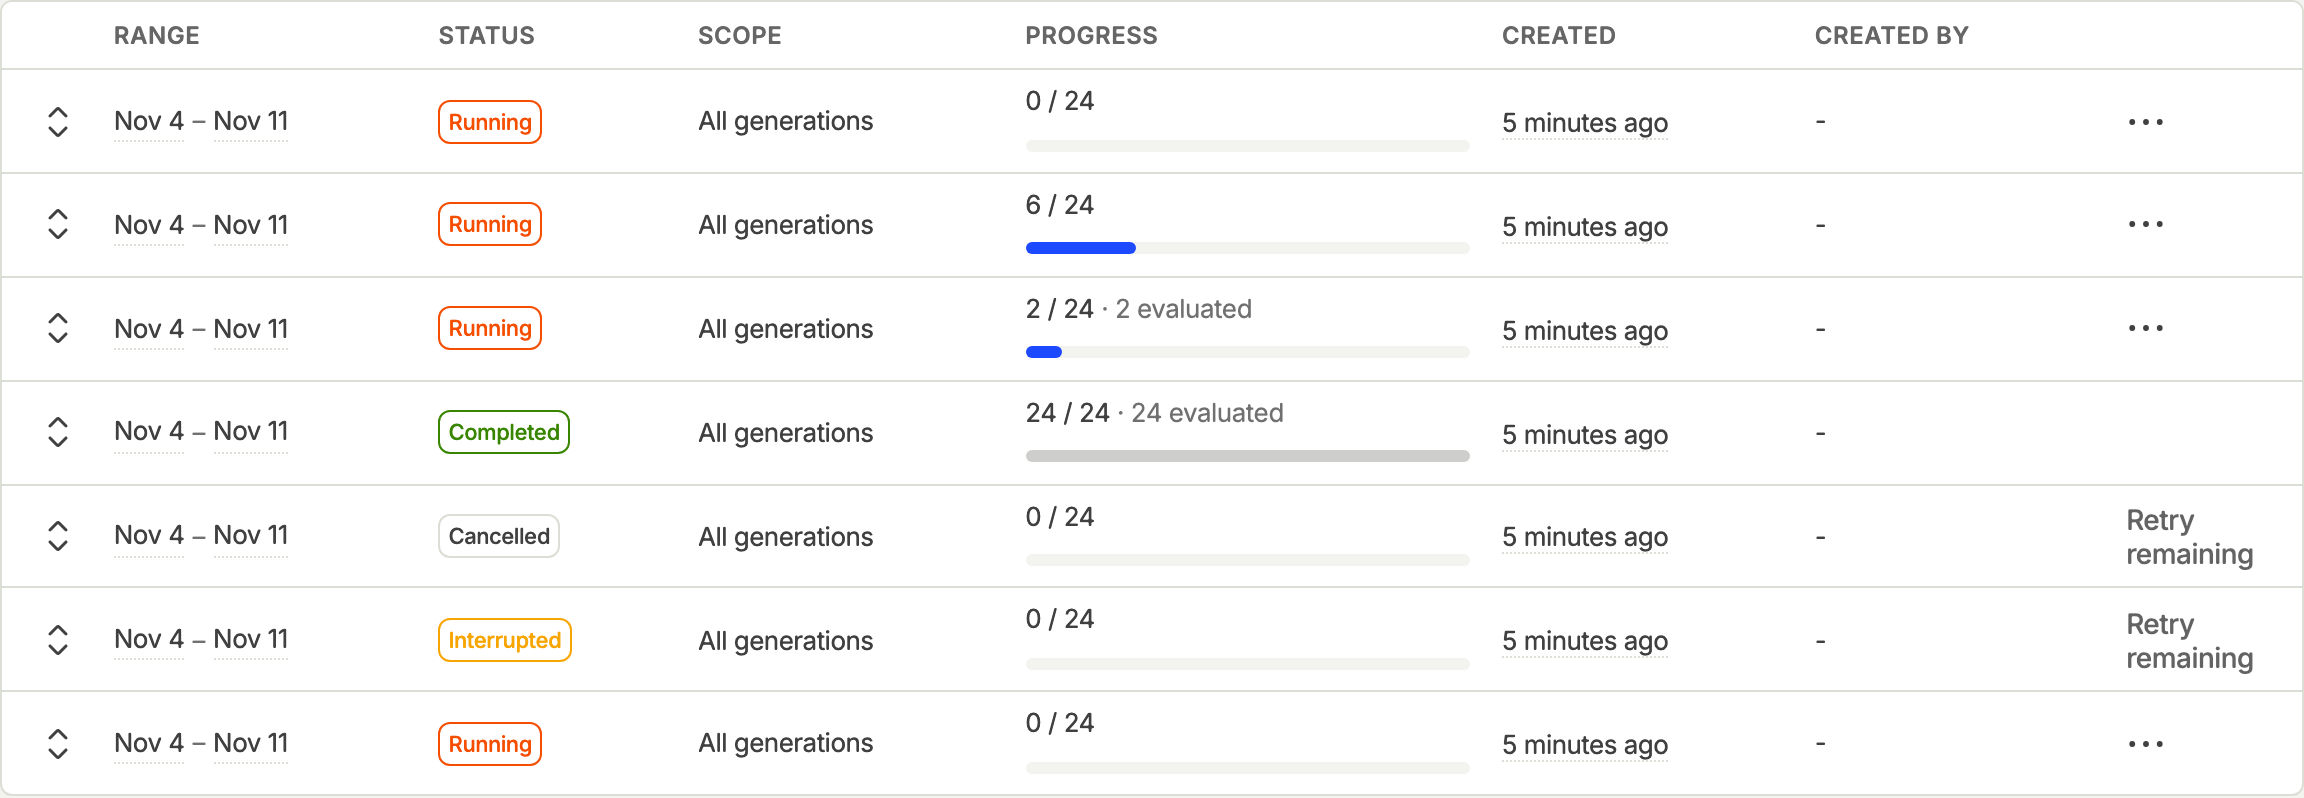 RANGE STATUS SCOPE PROGRESS CREATED CREATED BY
Nov 4 – Nov 11 Running All generations 0 / 24 5 minutes ago - ...
Nov 4 – Nov 11 Running All generations 6 / 24 5 minutes ago - ...
Nov 4 – Nov 11 Running All generations 2 / 24 · 2 evaluated 5 minutes ago - ...
Nov 4 – Nov 11 Completed All generations 24 / 24 · 24 evaluated 5 minutes ago -
Nov 4 – Nov 11 Cancelled All generations 0 / 24 5 minutes ago - Retry
remaining
Nov 4 – Nov 11 Interrupted All generations 0 / 24 5 minutes ago - Retry
remaining
Nov 4 – Nov 11 Running All generations 0 / 24 5 minutes ago - ...